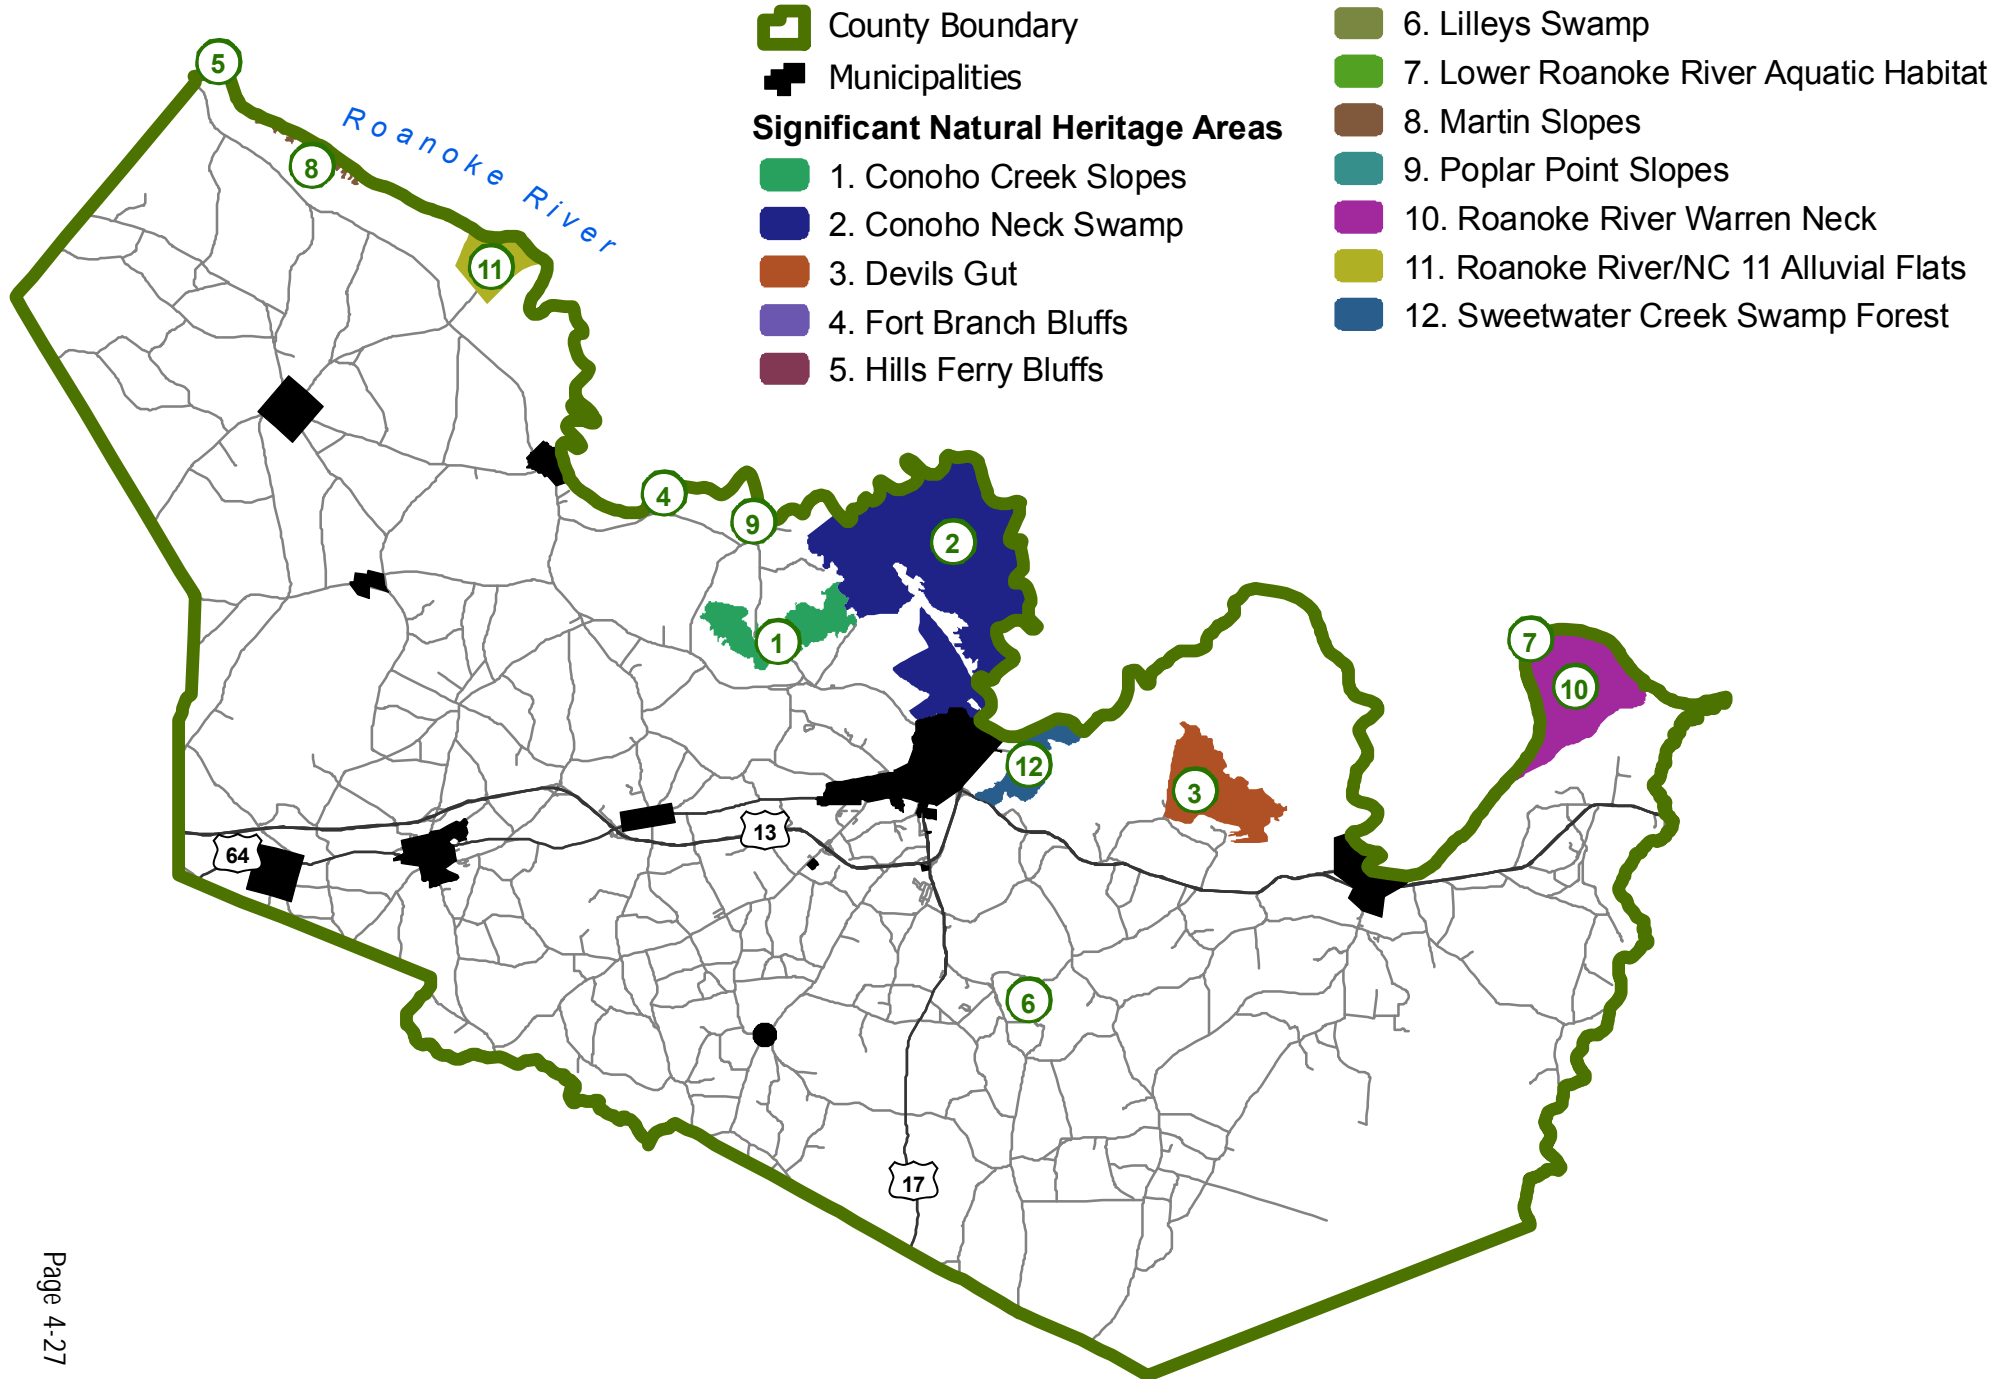 County Boundary
Municipalities
Significant Natural Heritage Areas
1. Conoho Creek Slopes
2. Conoho Neck Swamp
3. Devils Gut
4. Fort Branch Bluffs
5. Hills Ferry Bluffs
6. Lilleys Swamp
7. Lower Roanoke River Aquatic Habitat
8. Martin Slopes
9. Poplar Point Slopes
10. Roanoke River Warren Neck
11. Roanoke River/NC 11 Alluvial Flats
12. Sweetwater Creek Swamp Forest
5
Roanoke River
8
11
4
9
2
1
7
10
12
3
13
64
6
17
Page 4-27